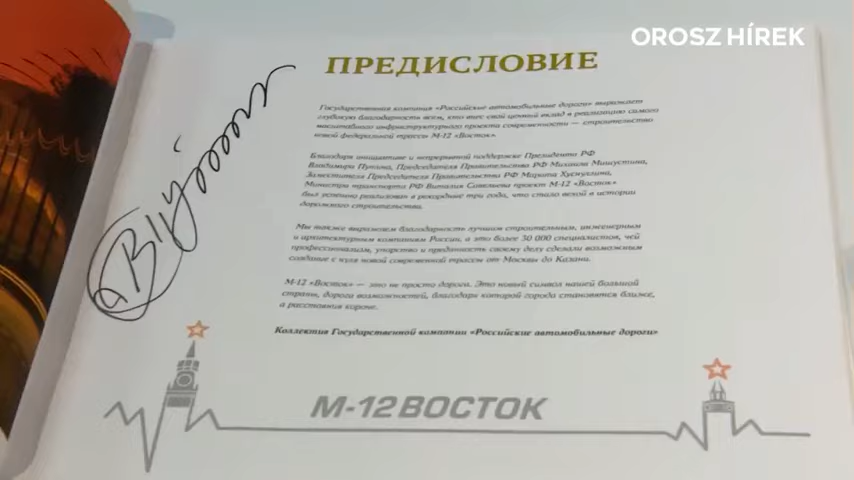 OROSZ HÍREK
ПРЕДИСЛОВИЕ
Государственная компания «Российские автомобильные дороги» выражает
глубокую благодарность всем, кто внес свой ценный вклад в реализацию самого
масштабного инфраструктурного проекта современности — строительство
новой федеральной трассы М-12 «Восток».
Благодаря инициативе и непрерывной поддержке Президента РФ
Владимира Путина, Председателя Правительства РФ Михаила Мишустина,
Заместителя Председателя Правительства РФ Марата Хуснуллина,
Министра транспорта РФ Виталия Савельева проект М-12 «Восток»
был успешно реализован в рекордные три года, что стало вехой в истории
дорожного строительства.
Мы также выражаем благодарность лучшим строительным, инженерным
и архитектурным компаниям России, а это более 30 000 специалистов, чей
профессионализм, упорство и преданность своему делу сделали возможным
создание с нуля новой современной трассы от Москвы до Казани.
М-12 «Восток» — это не просто дорога. Это новый символ нашей большой
страны, дорога возможностей, благодаря которой города становятся ближе,
а расстояния короче.
Коллектив Государственной компании «Российские автомобильные дороги»
М-12 ВОСТОК